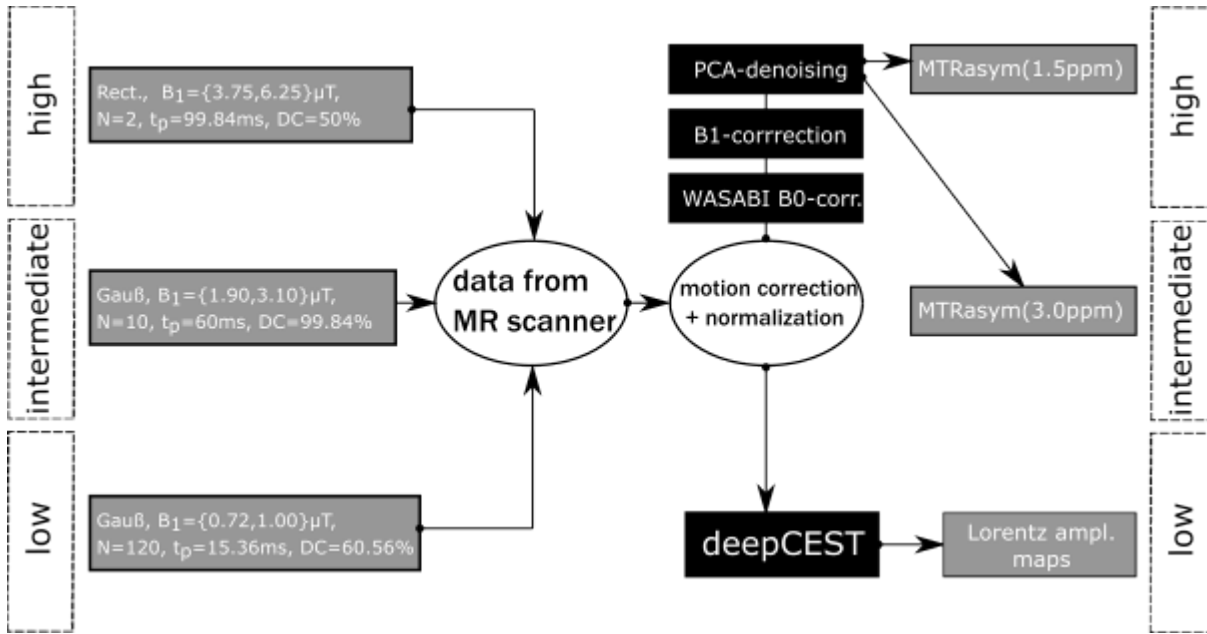 high
Rect., B1={3.75,6.25}µT,
N=2, tp=99.84ms, DC=50%
intermediate
Gauß, B1={1.90,3.10}µT,
N=10, tp=60ms, DC=99.84%
low
Gauß, B1={0.72,1.00}µT,
N=120, tp=15.36ms, DC=60.56%
data from
MR scanner
PCA-denoising
B1-corrrection
WASABI B0-corr.
motion correction
+ normalization
deepCEST
MTRasym(1.5ppm)
MTRasym(3.0ppm)
Lorentz ampl.
maps
high
intermediate
low